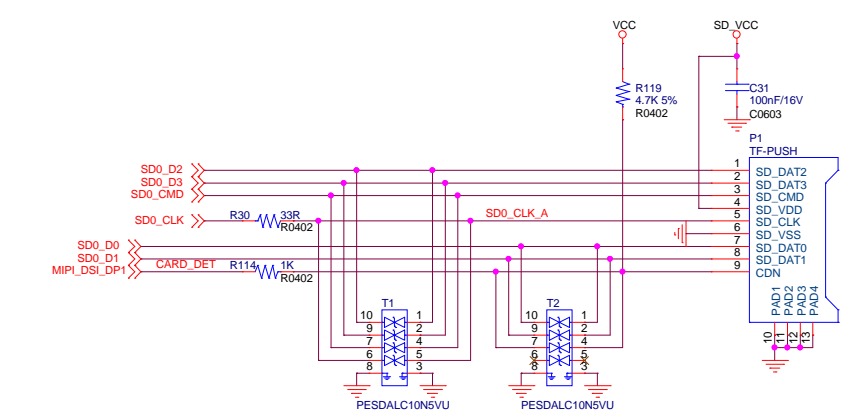 VCC
SD_VCC
R119
4.7K 5%
R0402
C31
100nF/16V
C0603
P1
TF-PUSH
SD0_D2
1
SD_DAT2
SD0_D3
2
SD_DAT3
SD0_CMD
3
SD_CMD
4
SD_VDD
SD0_CLK
R30
33R
R0402
SD0_CLK_A
5
SD_CLK
6
SD_VSS
SD0_D0
7
SD_DAT0
SD0_D1
8
SD_DAT1
MIPI_DSI_DP1
CARD_DET
R114
1K
R0402
9
CDN
PAD1
PAD2
PAD3
PAD4
10
11
12
13
T1
10
1
9
2
7
4
6
5
8
3
PESDALC10N5VU
T2
10
1
9
2
7
4
6
5
8
3
PESDALC10N5VU